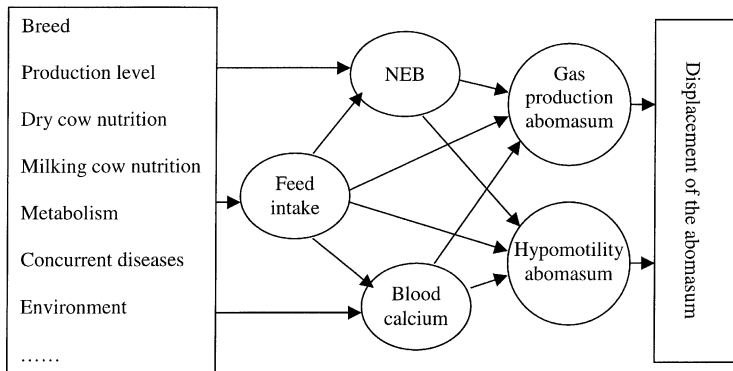 Breed
Production level
Dry cow nutrition
Milking cow nutrition
Metabolism
Concurrent diseases
Environment
......
Feed
intake
NEB
Blood
calcium
Gas
production
abomasum
Hypomotility
abomasum
Displacement of the abomasum